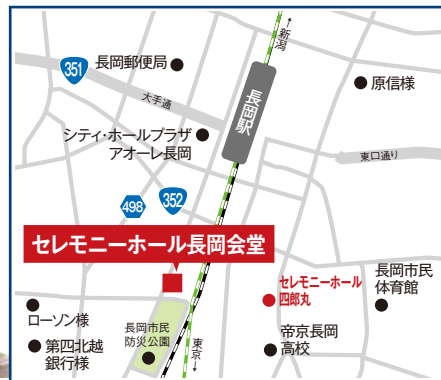 ←新潟
351
長岡郵便局
原信様
大手通
長岡駅
シティ・ホールプラザ
アオーレ長岡
東口通り
498
352
セレモニーホール長岡会堂
セレモニーホール
四郎丸
長岡市民
体育館
ローソン様
長岡市民
防災公園
帝京長岡
高校
第四北越
銀行様
東京→